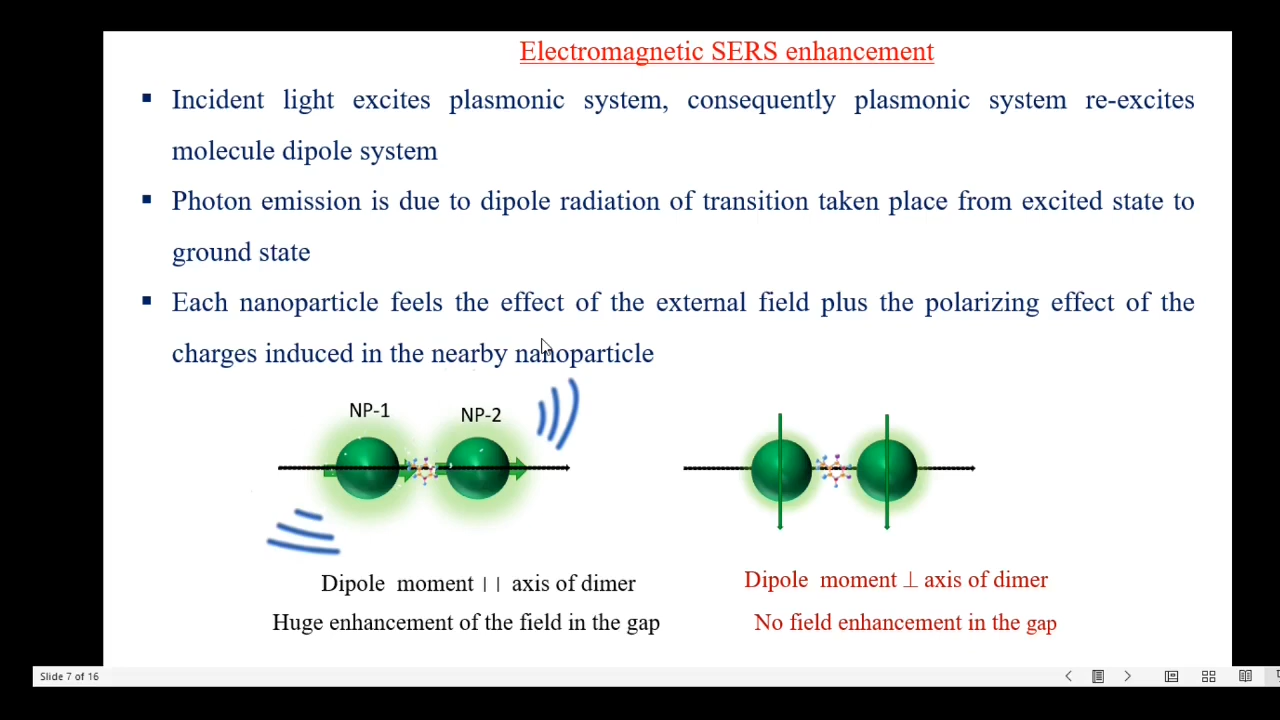 Electromagnetic SERS enhancement
▪ Incident light excites plasmonic system, consequently plasmonic system re-excites
molecule dipole system
▪ Photon emission is due to dipole radiation of transition taken place from excited state to
ground state
▪ Each nanoparticle feels the effect of the external field plus the polarizing effect of the
charges induced in the nearby nanoparticle
NP-1
NP-2
Dipole moment || axis of dimer
Huge enhancement of the field in the gap
Dipole moment ⊥ axis of dimer
No field enhancement in the gap
Slide 7 of 16